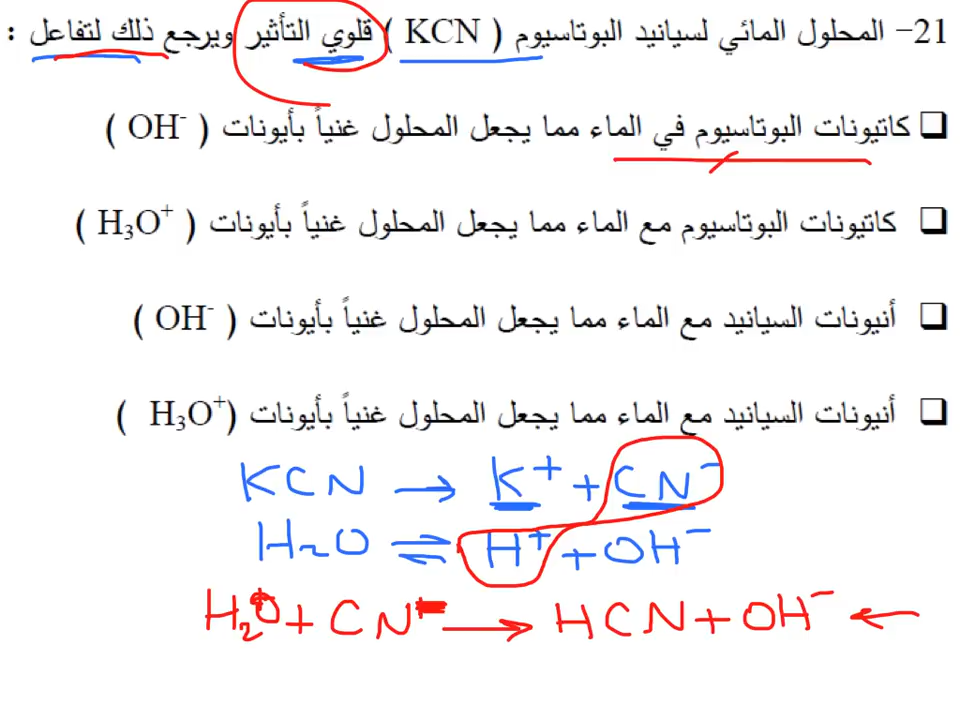 21- المحلول المائي لسيانيد البوتاسيوم ( KCN ) قلوي التأثير ويرجع ذلك لتفاعل :
❑ كاتيونات البوتاسيوم في الماء مما يجعل المحلول غنياً بأيونات ( OH⁻ )
❑ كاتيونات البوتاسيوم مع الماء مما يجعل المحلول غنياً بأيونات ( H₃O⁺ )
❑ أنيونات السيانيد مع الماء مما يجعل المحلول غنياً بأيونات ( OH⁻ )
❑ أنيونات السيانيد مع الماء مما يجعل المحلول غنياً بأيونات ( H₃O⁺ )
KCN → K⁺ + CN⁻
H₂O ⇌ H⁺ + OH⁻
H₂O + CN⁻ → HCN + OH⁻ ←